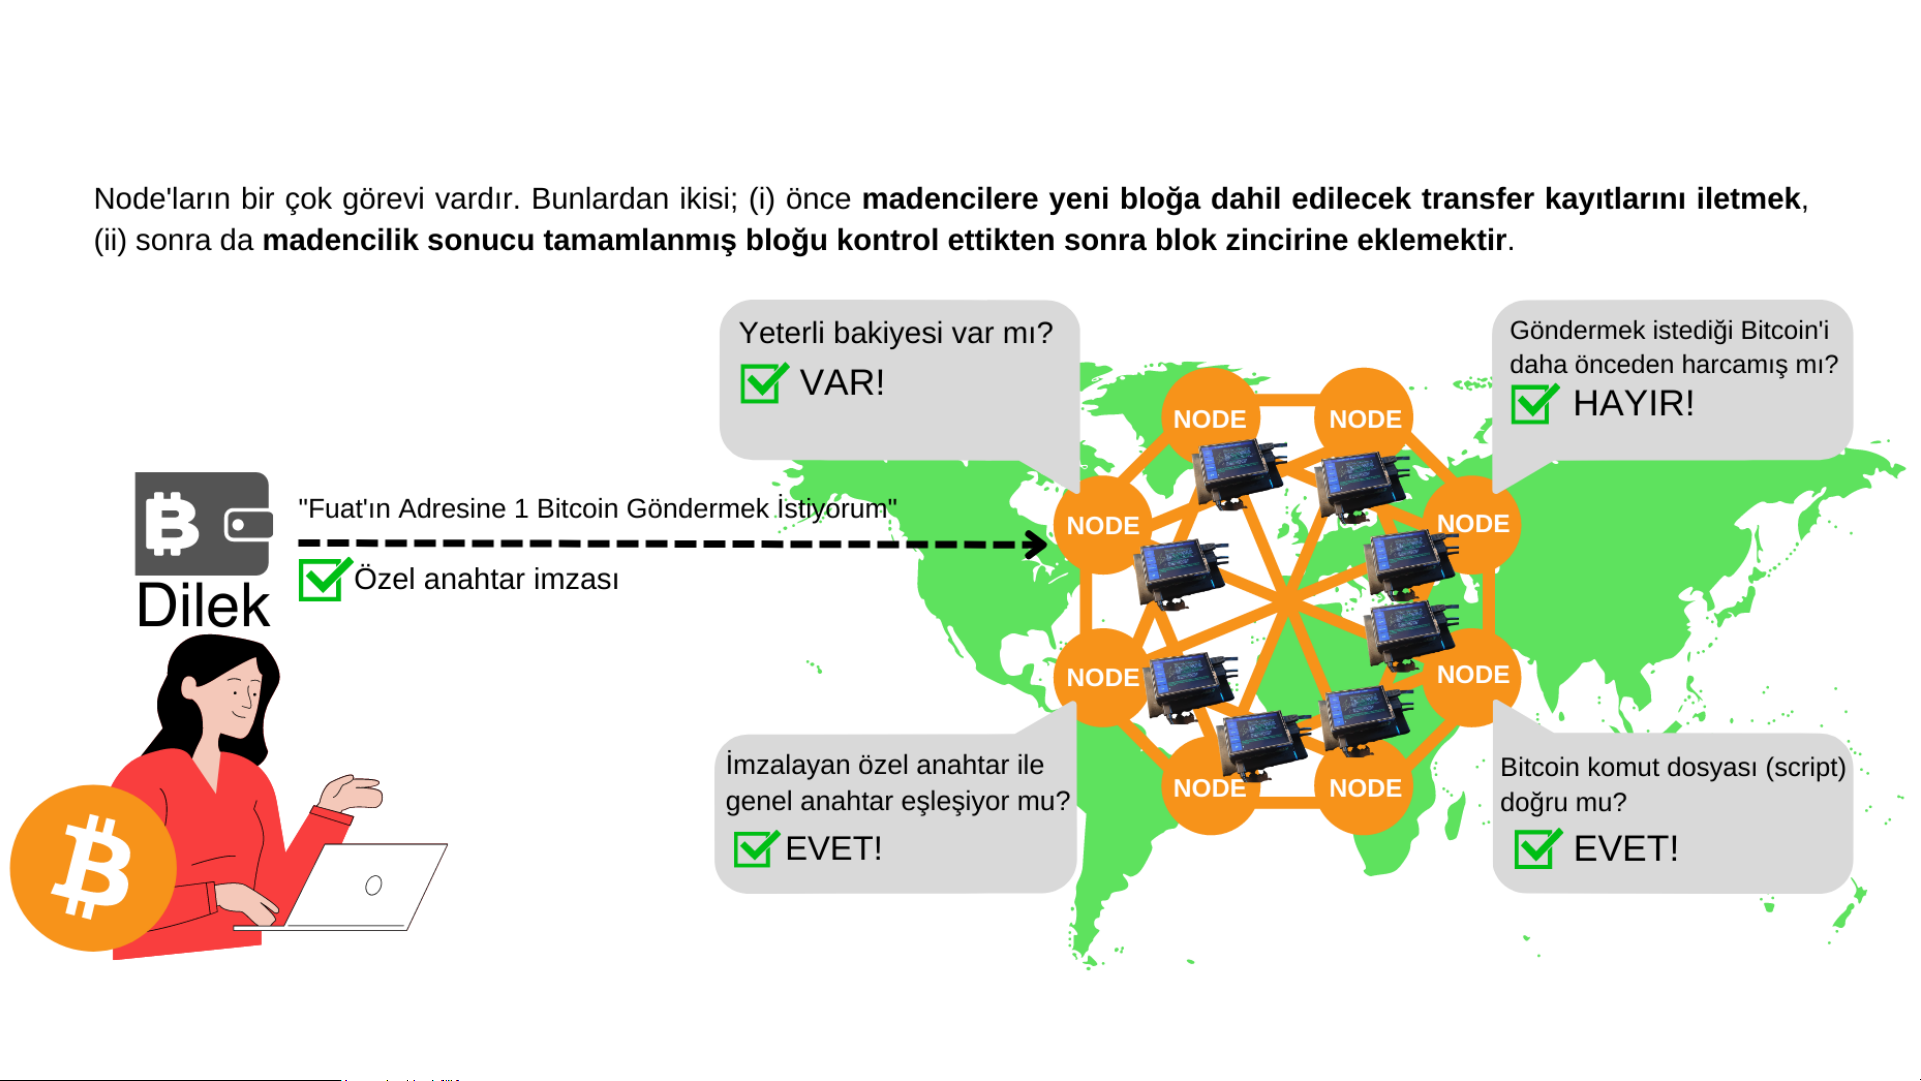 Node'ların bir çok görevi vardır. Bunlardan ikisi; (i) önce madencilere yeni bloğa dahil edilecek transfer kayıtlarını iletmek,
(ii) sonra da madencilik sonucu tamamlanmış bloğu kontrol ettikten sonra blok zincirine eklemektir.
Yeterli bakiyesi var mı?
VAR!
Göndermek istediği Bitcoin'i
daha önceden harcamış mı?
HAYIR!
NODE
NODE
"Fuat'ın Adresine 1 Bitcoin Göndermek İstiyorum"
NODE
NODE
Özel anahtar imzası
Dilek
NODE
NODE
İmzalayan özel anahtar ile
genel anahtar eşleşiyor mu?
EVET!
NODE
NODE
Bitcoin komut dosyası (script)
doğru mu?
EVET!